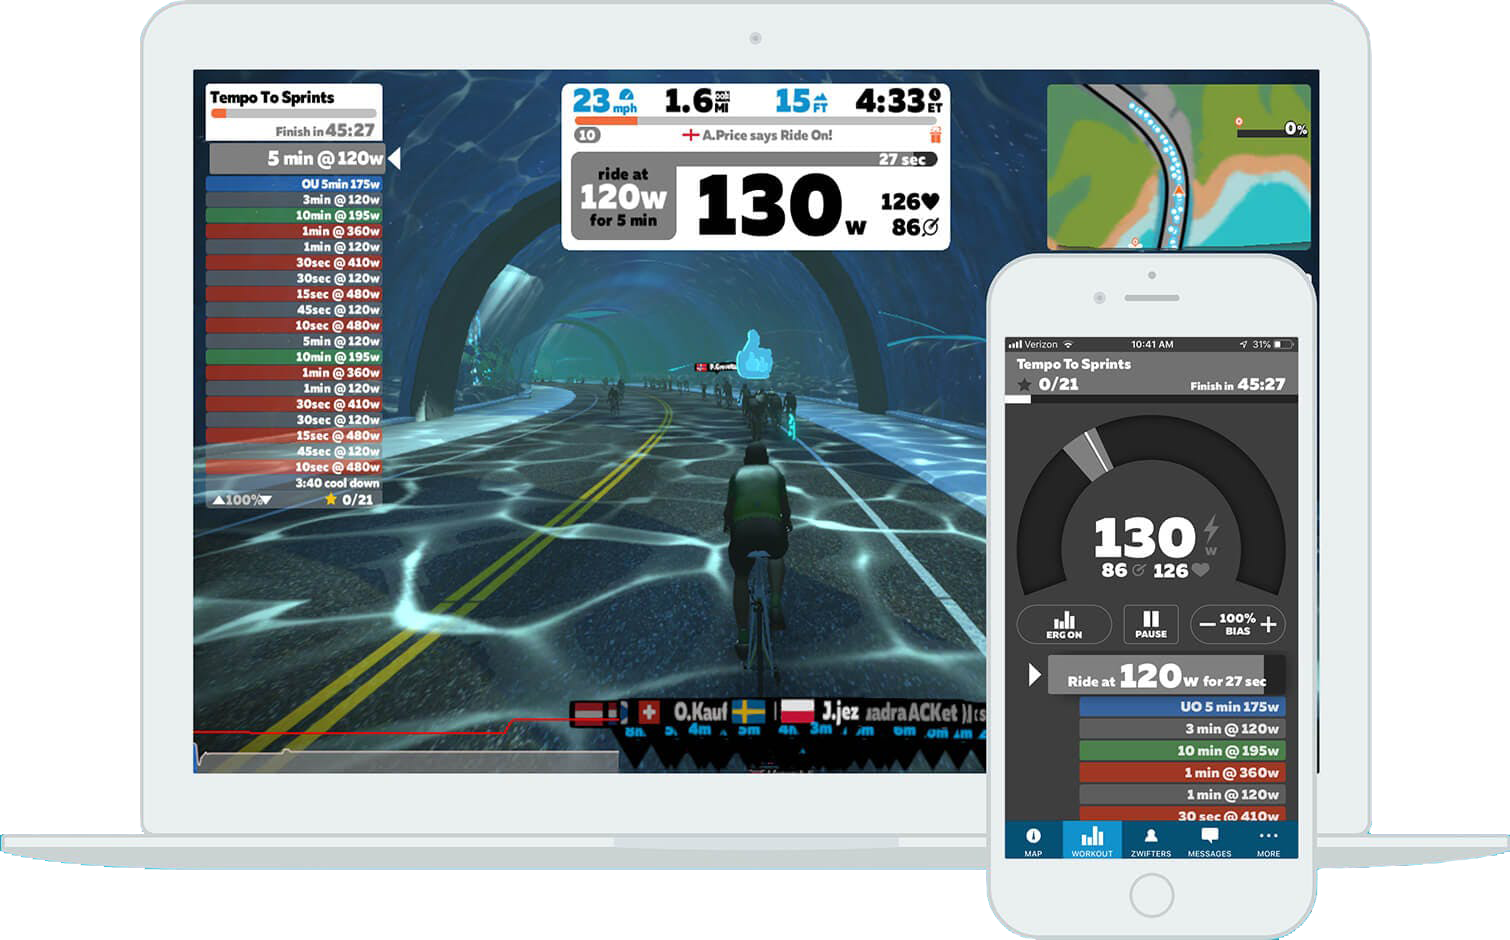 Tempo To Sprints
Finish in 45:27
5 min @ 120w
OU 5min 175w
3min @ 120w
10min @ 195w
1min @ 360w
1min @ 120w
30sec @ 410w
30sec @ 120w
15sec @ 480w
45sec @ 120w
10sec @ 480w
5min @ 120w
10min @ 195w
1min @ 360w
1min @ 120w
30sec @ 410w
30sec @ 120w
15sec @ 480w
45sec @ 120w
10sec @ 480w
3:40 cool down
100% 0/21
23 mph 1.6 MI 15 FT 4:33 ET
10 A.Price says Ride On!
27 sec
ride at
120w
for 5 min
130w
126
86
0%
O.Kauf J.jez adraACKet
4m 5m 3m 6m
Verizon 10:41 AM 31%
Tempo To Sprints
0/21 Finish in 45:27
130 w
86 126
ERG ON
PAUSE
− 100% +
BIAS
Ride at 120w for 27 sec
UO 5 min 175w
3 min @ 120w
10 min @ 195w
1 min @ 360w
1 min @ 120w
30 sec @ 410w
MAP WORKOUT ZWIFTERS MESSAGES MORE